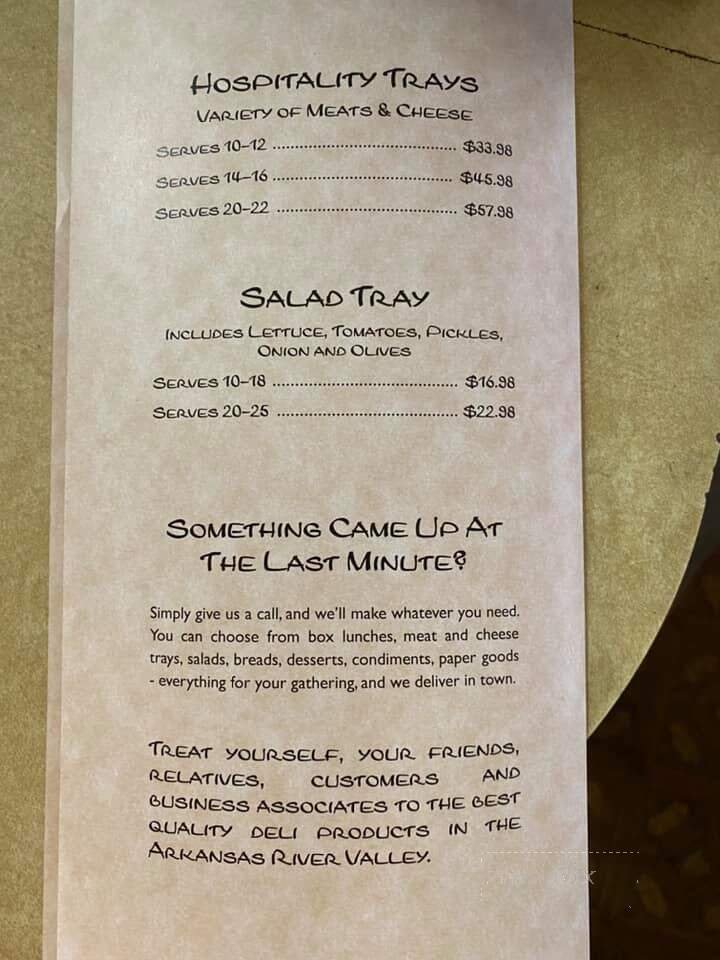 Hospitality Trays
Variety of Meats & Cheese
Serves 10-12 ........................................ $33.98
Serves 14-16 ........................................ $45.98
Serves 20-22 ........................................ $57.98
Salad Tray
Includes Lettuce, Tomatoes, Pickles,
Onion and Olives
Serves 10-18 ........................................ $16.98
Serves 20-25 ........................................ $22.98
Something Came Up At
The Last Minute?
Simply give us a call, and we'll make whatever you need.
You can choose from box lunches, meat and cheese
trays, salads, breads, desserts, condiments, paper goods
- everything for your gathering, and we deliver in town.
Treat yourself, your friends,
relatives, customers and
business associates to the best
quality deli products in the
Arkansas River Valley.